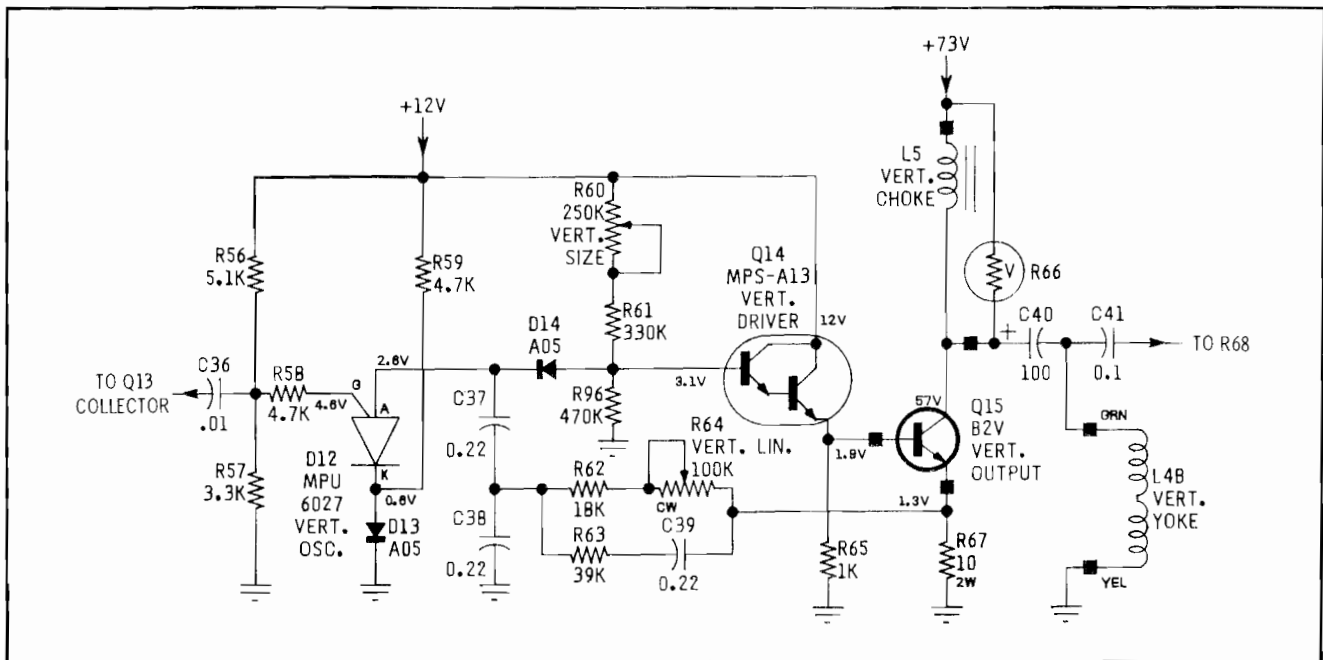 +73V
+12V
L5
VERT.
CHOKE
R60
250K
VERT.
SIZE
R56
5.1K
R59
4.7K
Q14
MPS-A13
VERT.
DRIVER
V
R66
R61
330K
12V
C40
C41
D14
A05
TO R68
C36
2.6V
100
0.1
TO Q13
COLLECTOR
R58
G
A
3.1V
.01
4.7K
4.6V
C37
R96
470K
57V
Q15
B2V
VERT.
OUTPUT
GRN
R64
VERT. LIN.
100K
1.9V
0.22
D12
MPU
6027
VERT.
OSC.
K
R57
3.3K
0.6V
R62
18K
CW
L4B
VERT.
YOKE
1.3V
D13
A05
C38
R63
C39
R65
1K
R67
10
2W
0.22
39K
0.22
YEL